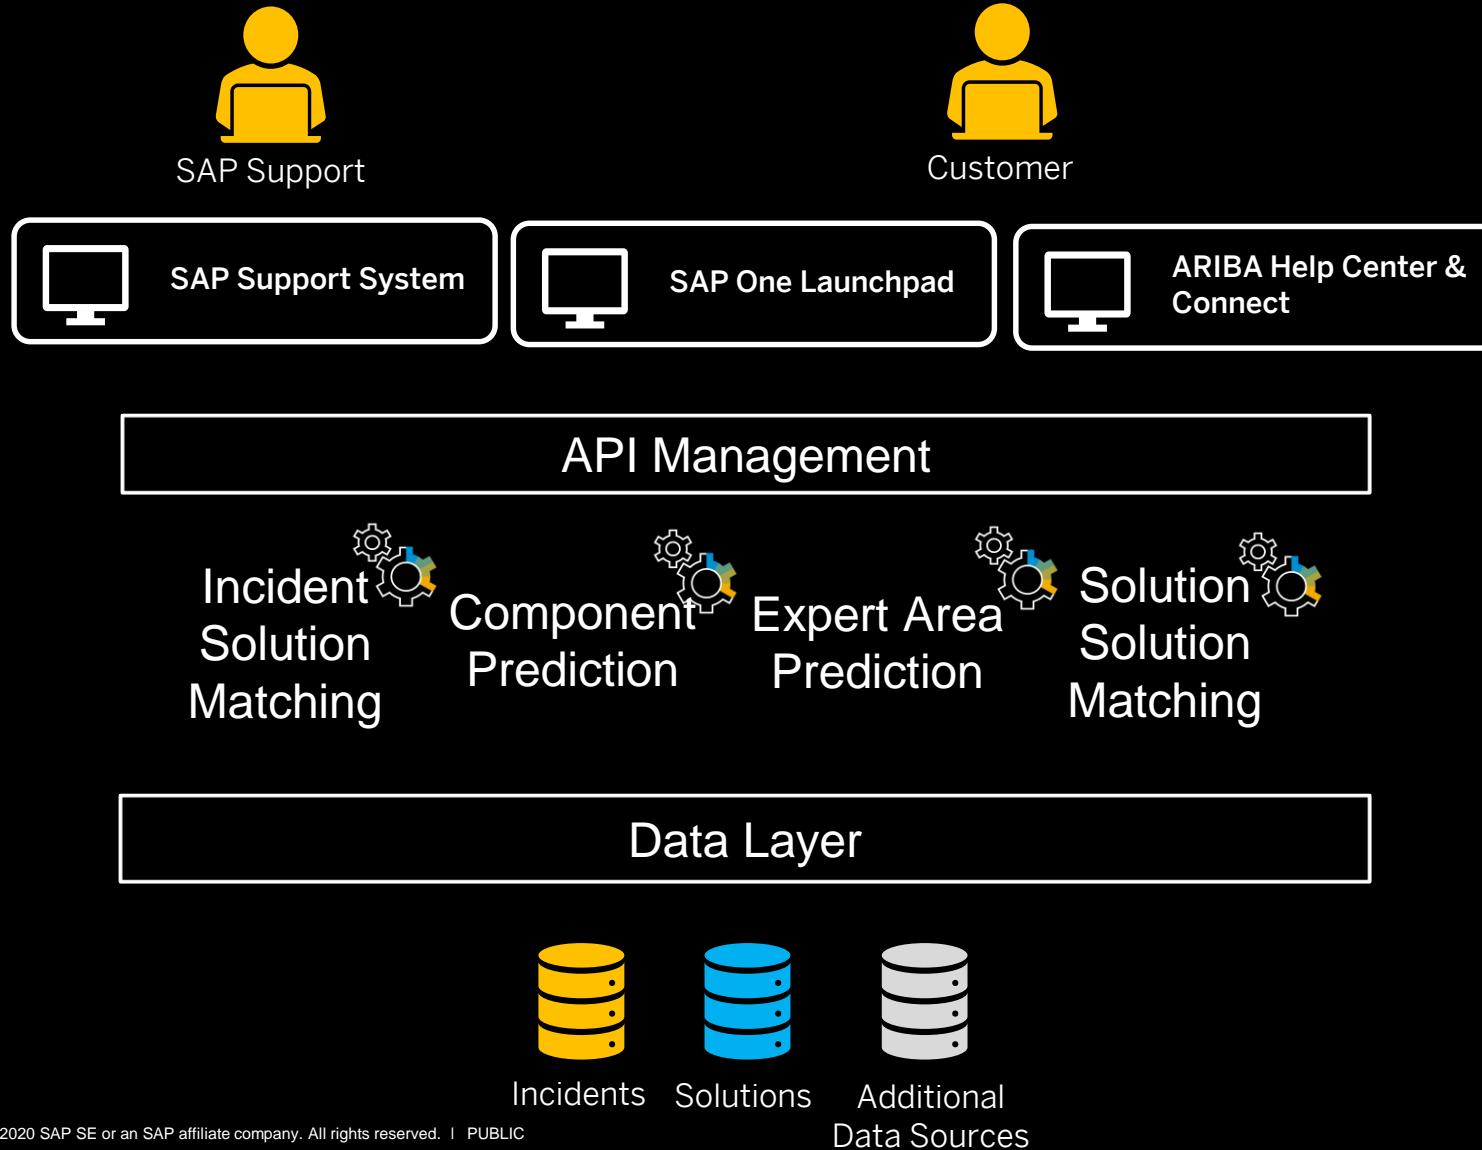 SAP Support
Customer
SAP Support System
SAP One Launchpad
ARIBA Help Center &
Connect
API Management
Incident
Solution
Matching
Component
Prediction
Expert Area
Prediction
Solution
Solution
Matching
Data Layer
Incidents
Solutions
Additional
Data Sources
2020 SAP SE or an SAP affiliate company. All rights reserved. | PUBLIC